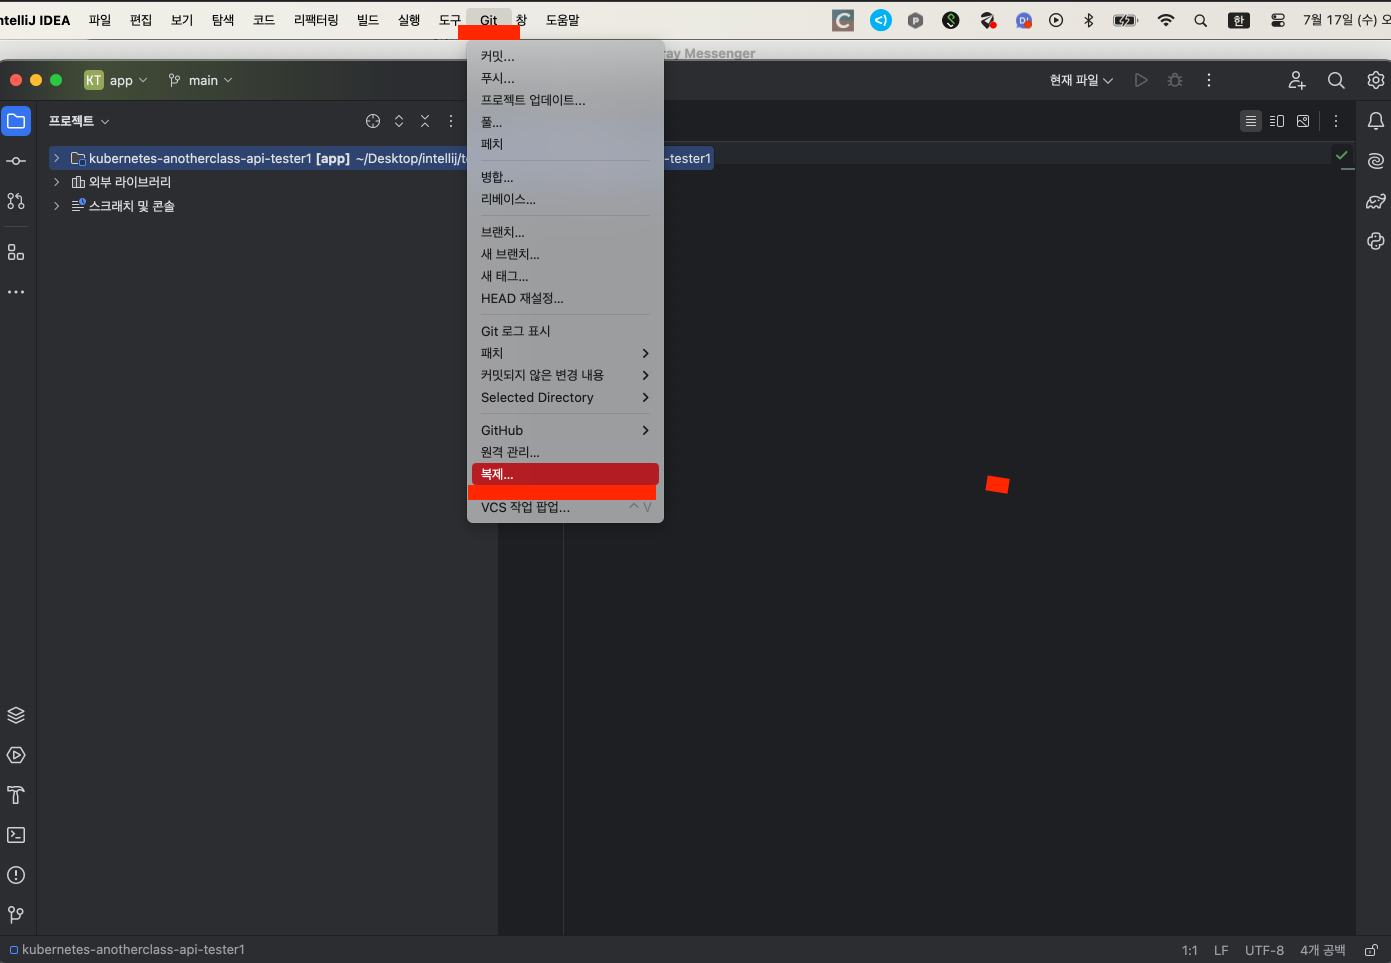 ntelliJ IDEA 파일 편집 보기 탐색 코드 리팩터링 빌드 실행 도구 Git 창 도움말 한 7월 17일 (수) 오
ray Messenger
KT app main 현재 파일
프로젝트
kubernetes-anotherclass-api-tester1 [app] ~/Desktop/intellij/t -tester1
외부 라이브러리
스크래치 및 콘솔
커밋...
푸시...
프로젝트 업데이트...
풀...
페치
병합...
리베이스...
브랜치...
새 브랜치...
새 태그...
HEAD 재설정...
Git 로그 표시
패치
커밋되지 않은 변경 내용
Selected Directory
GitHub
원격 관리...
복제...
VCS 작업 팝업... ^ V
kubernetes-anotherclass-api-tester1 1:1 LF UTF-8 4개 공백